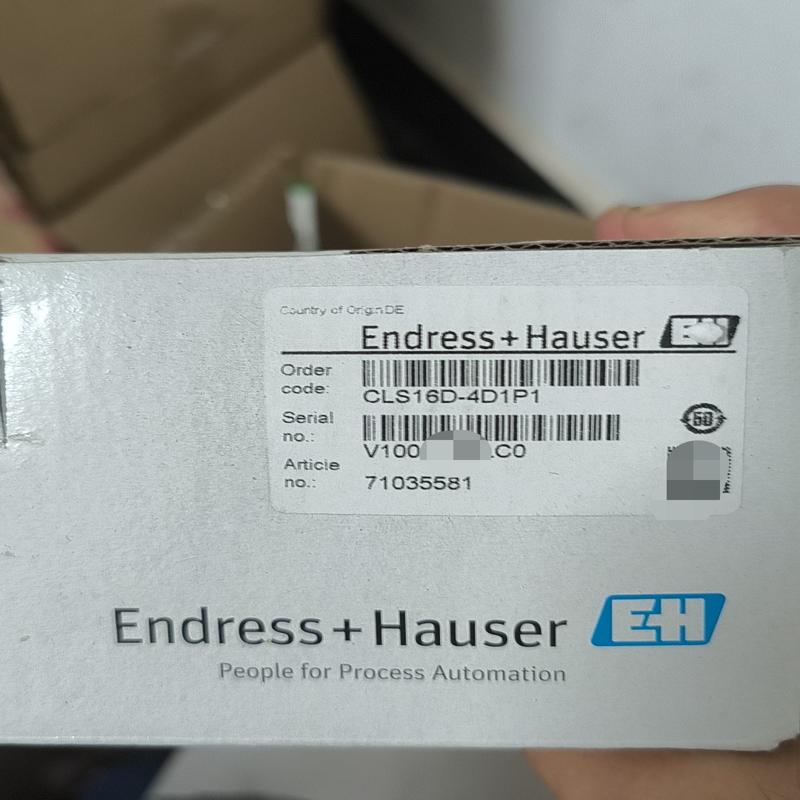 Country of Origin DE
Endress+Hauser EH
Order code:
CLS16D-4D1P1
Serial no.:
V100 .C0
60
Article no.:
71035581
Endress+Hauser EH
People for Process Automation